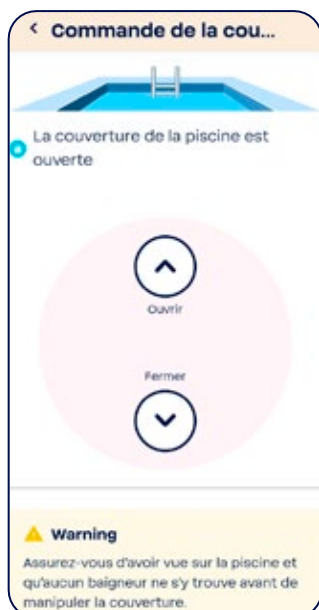 Commande de la cou...
La couverture de la piscine est
ouverte
Ouvrir
Fermer
Warning
Assurez-vous d'avoir vue sur la piscine et
qu'aucun baigneur ne s'y trouve avant de
manipuler la couverture.